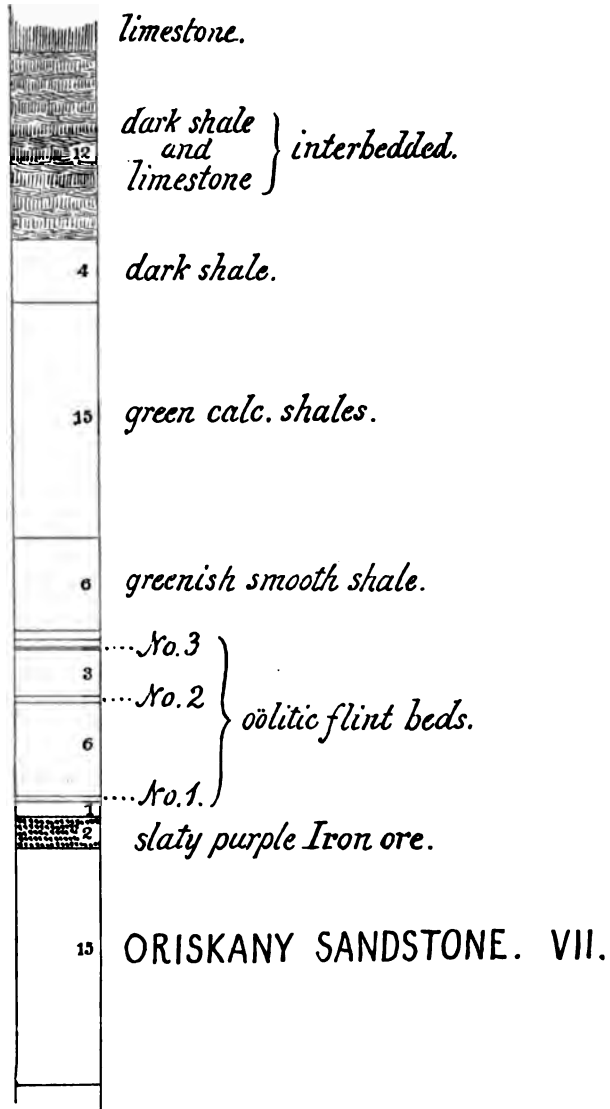 limestone.
dark shale
and
limestone
interbedded.
12
4 dark shale.
15 green calc. shales.
6 greenish smooth shale.
No. 3
3
No. 2
6
oölitic flint beds.
No. 1.
1
2 slaty purple Iron ore.
15 ORISKANY SANDSTONE. VII.